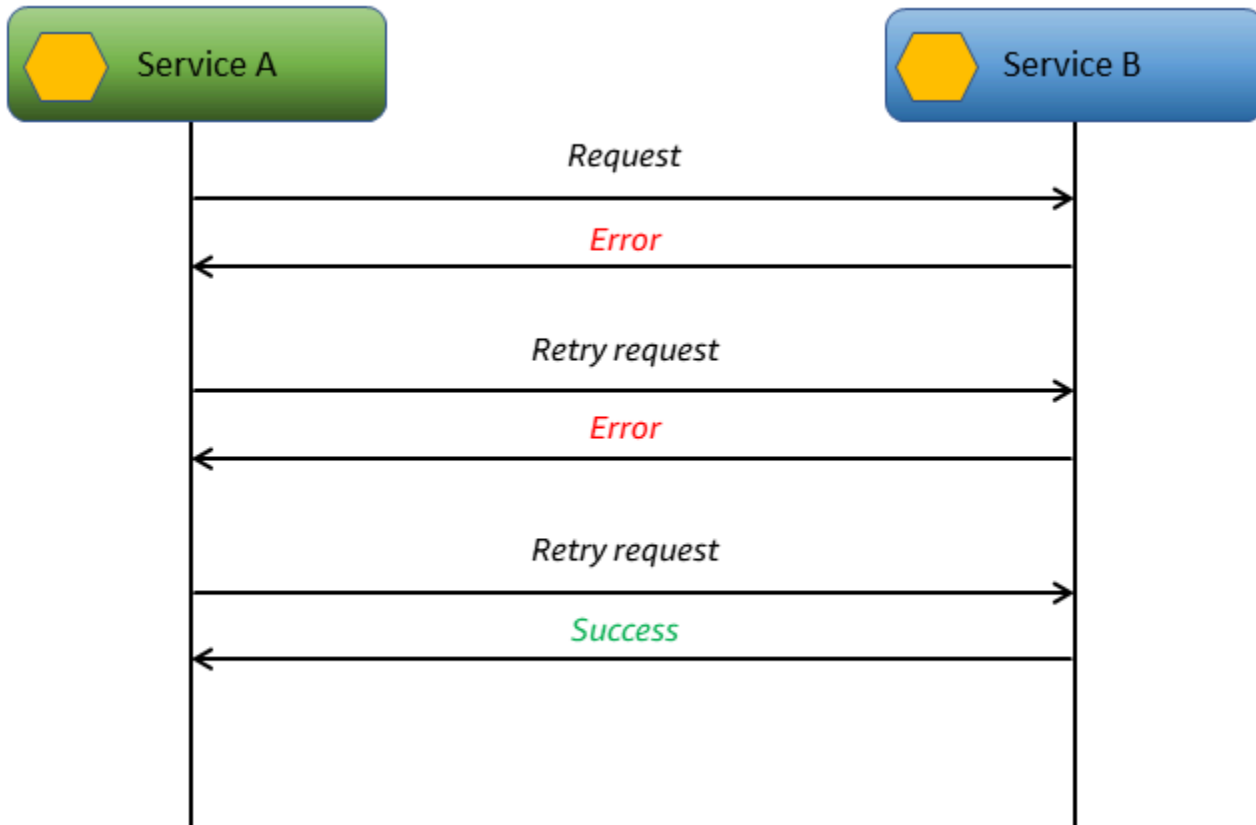 Service A
Service B
Request
Error
Retry request
Error
Retry request
Success